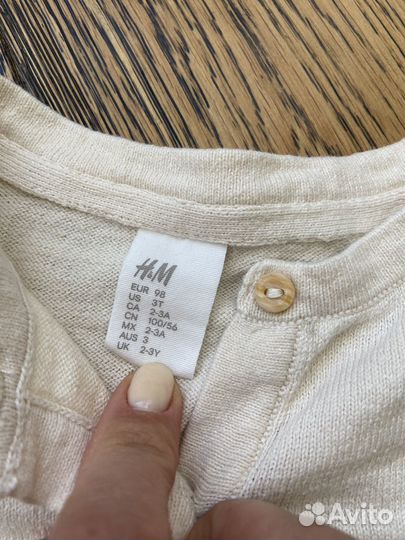 H&M
EUR 98
US 3T
CA 2-3A
CN 100/56
MX 2-3A
AUS 3
UK 2-3Y
Avito